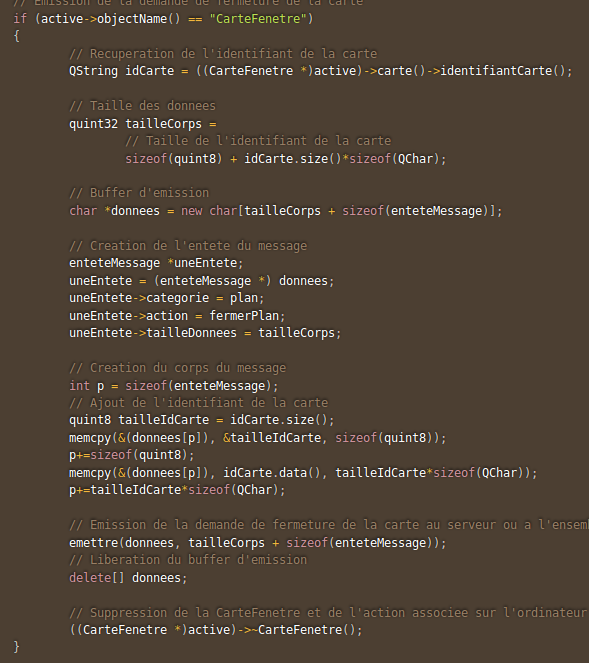 // Emission de la demande de fermeture de la carte
if (active->objectName() == "CarteFenetre")
{
// Recuperation de l'identifiant de la carte
QString idCarte = ((CarteFenetre *)active)->carte()->identifiantCarte();
// Taille des donnees
quint32 tailleCorps =
// Taille de l'identifiant de la carte
sizeof(quint8) + idCarte.size()*sizeof(QChar);
// Buffer d'emission
char *donnees = new char[tailleCorps + sizeof(enteteMessage)];
// Creation de l'entete du message
enteteMessage *uneEntete;
uneEntete = (enteteMessage *) donnees;
uneEntete->categorie = plan;
uneEntete->action = fermerPlan;
uneEntete->tailleDonnees = tailleCorps;
// Creation du corps du message
int p = sizeof(enteteMessage);
// Ajout de l'identifiant de la carte
quint8 tailleIdCarte = idCarte.size();
memcpy(&(donnees[p]), &tailleIdCarte, sizeof(quint8));
p+=sizeof(quint8);
memcpy(&(donnees[p]), idCarte.data(), tailleIdCarte*sizeof(QChar));
p+=tailleIdCarte*sizeof(QChar);
// Emission de la demande de fermeture de la carte au serveur ou a l'ensem
emettre(donnees, tailleCorps + sizeof(enteteMessage));
// Liberation du buffer d'emission
delete[] donnees;
// Suppression de la CarteFenetre et de l'action associee sur l'ordinateur
((CarteFenetre *)active)->~CarteFenetre();
}